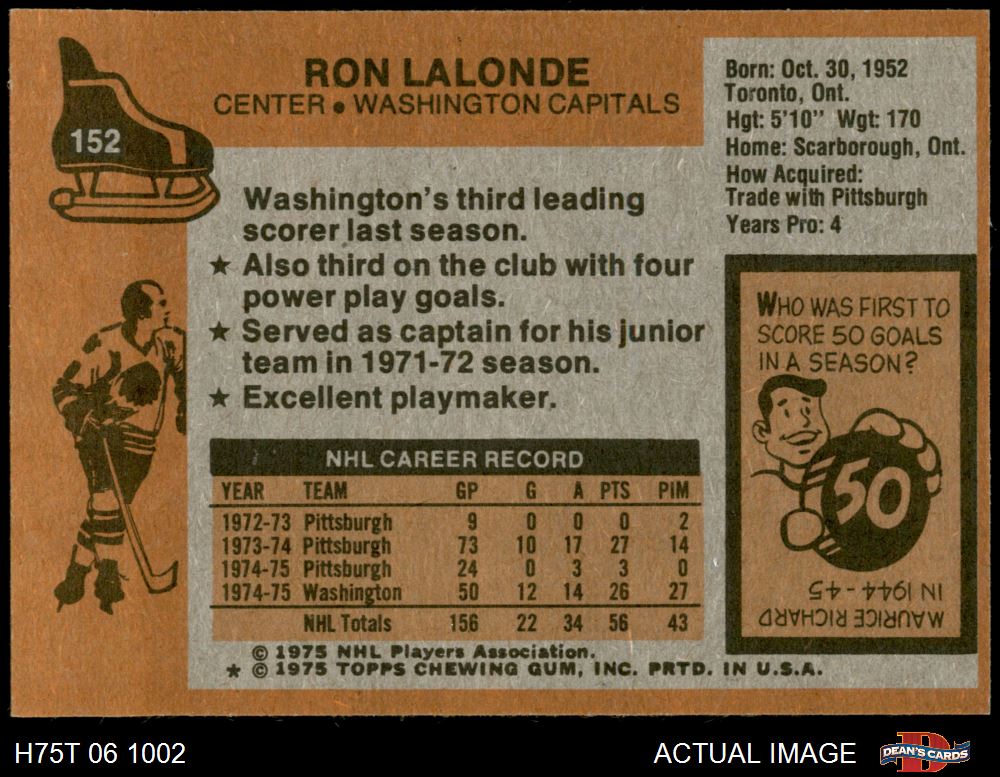 152
RON LALONDE
CENTER • WASHINGTON CAPITALS
Born: Oct. 30, 1952
Toronto, Ont.
Hgt: 5'10" Wgt: 170
Home: Scarborough, Ont.
How Acquired:
Trade with Pittsburgh
Years Pro: 4
Washington's third leading
scorer last season.
★ Also third on the club with four
power play goals.
★ Served as captain for his junior
team in 1971-72 season.
★ Excellent playmaker.
WHO WAS FIRST TO
SCORE 50 GOALS
IN A SEASON?
50
MAURICE RICHARD
IN 1944-45
NHL CAREER RECORD
YEAR TEAM GP G A PTS PIM
1972-73 Pittsburgh 9 0 0 0 2
1973-74 Pittsburgh 73 10 17 27 14
1974-75 Pittsburgh 24 0 3 3 0
1974-75 Washington 50 12 14 26 27
NHL Totals 156 22 34 56 43
© 1975 NHL Players Association.
★ © 1975 TOPPS CHEWING GUM, INC. PRTD. IN U.S.A.
H75T 06 1002
ACTUAL IMAGE
DEAN'S CARDS